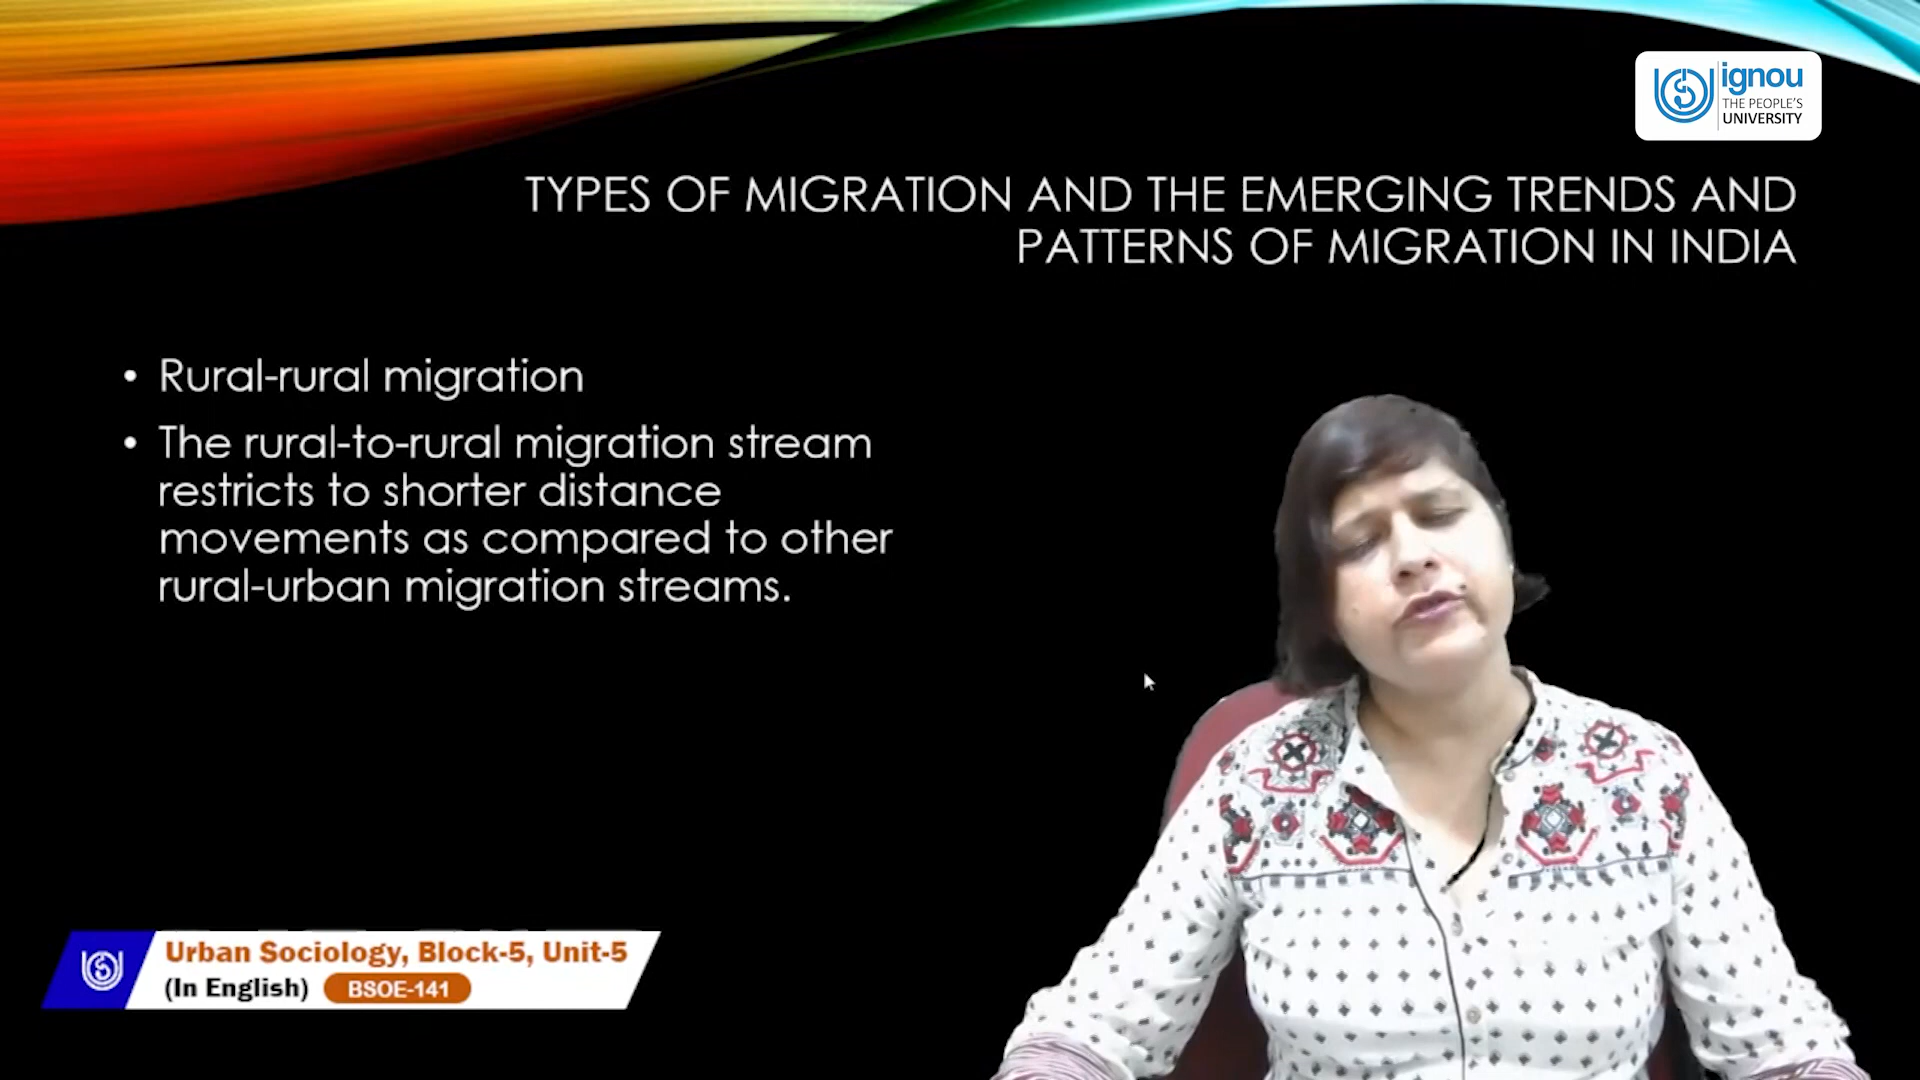 ignou
THE PEOPLE'S
UNIVERSITY
TYPES OF MIGRATION AND THE EMERGING TRENDS AND
PATTERNS OF MIGRATION IN INDIA
• Rural-rural migration
• The rural-to-rural migration stream
restricts to shorter distance
movements as compared to other
rural-urban migration streams.
Urban Sociology, Block-5, Unit-5
(In English) BSOE-141